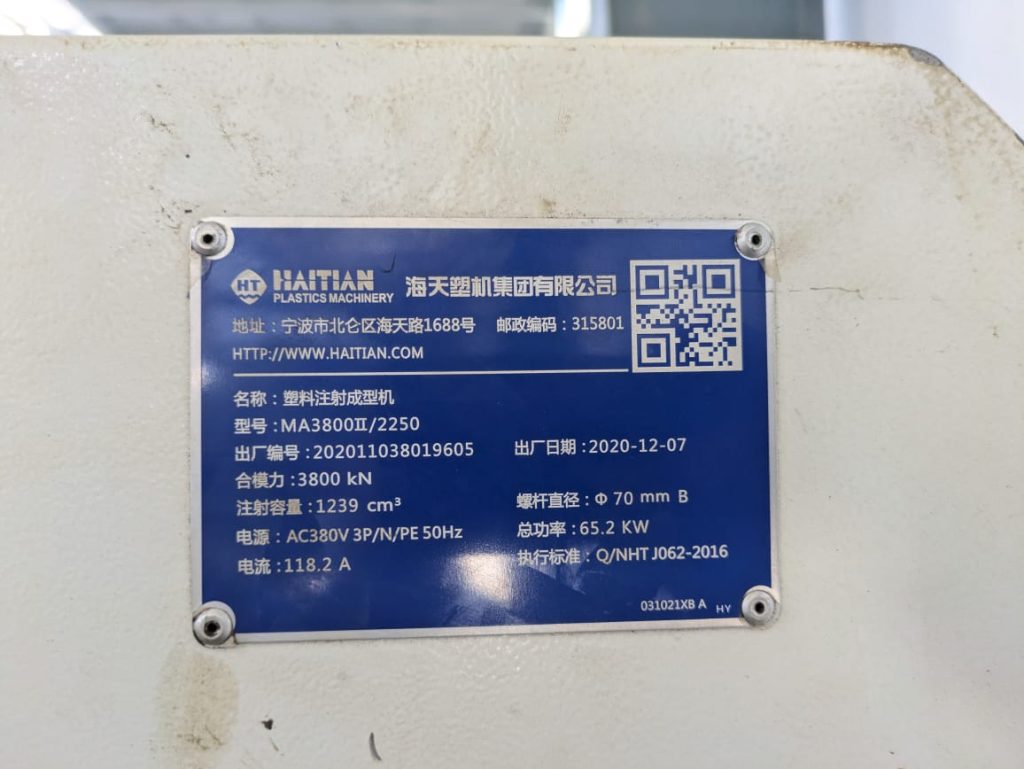 HT HAITIAN 海天塑机集团有限公司
PLASTICS MACHINERY
地址：宁波市北仑区海天路1688号 邮政编码：315801
HTTP://WWW.HAITIAN.COM
名称：塑料注射成型机
型号：MA3800Ⅱ/2250
出厂编号：202011038019605 出厂日期：2020-12-07
合模力：3800 kN
注射容量：1239 cm³ 螺杆直径：Φ 70 mm B
电源：AC380V 3P/N/PE 50Hz 总功率：65.2 KW
电流：118.2 A 执行标准：Q/NHT J062-2016
031021XB A HY